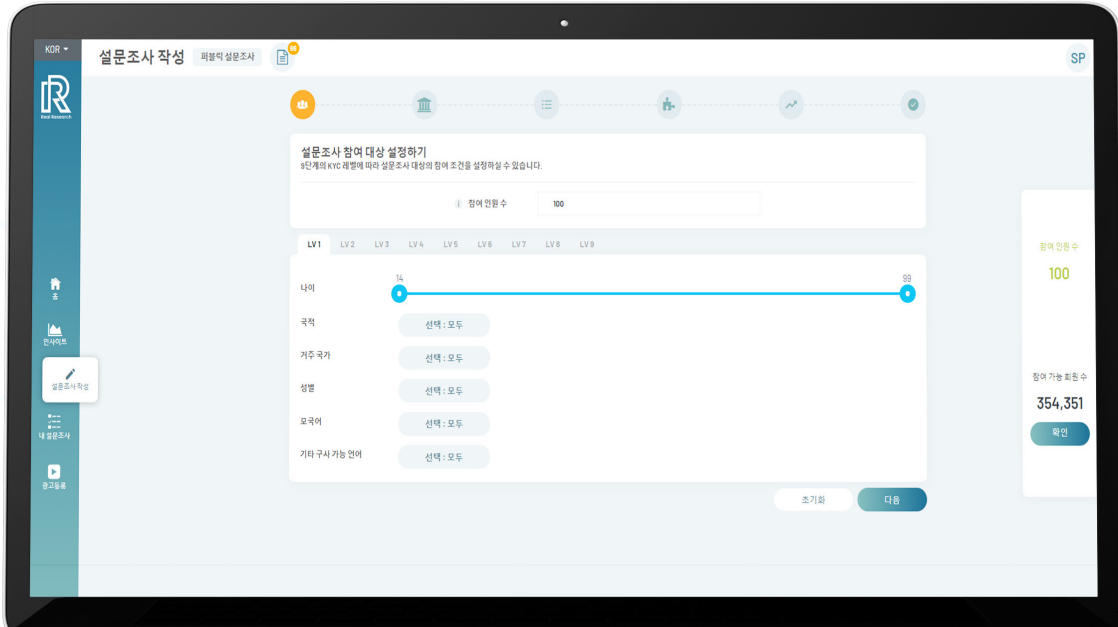 KOR
설문조사 작성
퍼블릭 설문조사
SP
Real Research
설문조사 참여 대상 설정하기
9단계의 KYC 레벨에 따라 설문조사 대상의 참여 조건을 설정하실 수 있습니다.
참여 인원 수
100
LV 1 LV 2 LV 3 LV 4 LV 5 LV 6 LV 7 LV 8 LV 9
나이
14
99
국적
선택 : 모두
거주 국가
선택 : 모두
성별
선택 : 모두
모국어
선택 : 모두
기타 구사 가능 언어
선택 : 모두
초기화
다음
홈
인사이트
설문조사 작성
내 설문조사
광고등록
참여 인원 수
100
참여 가능 회원 수
354,351
확인